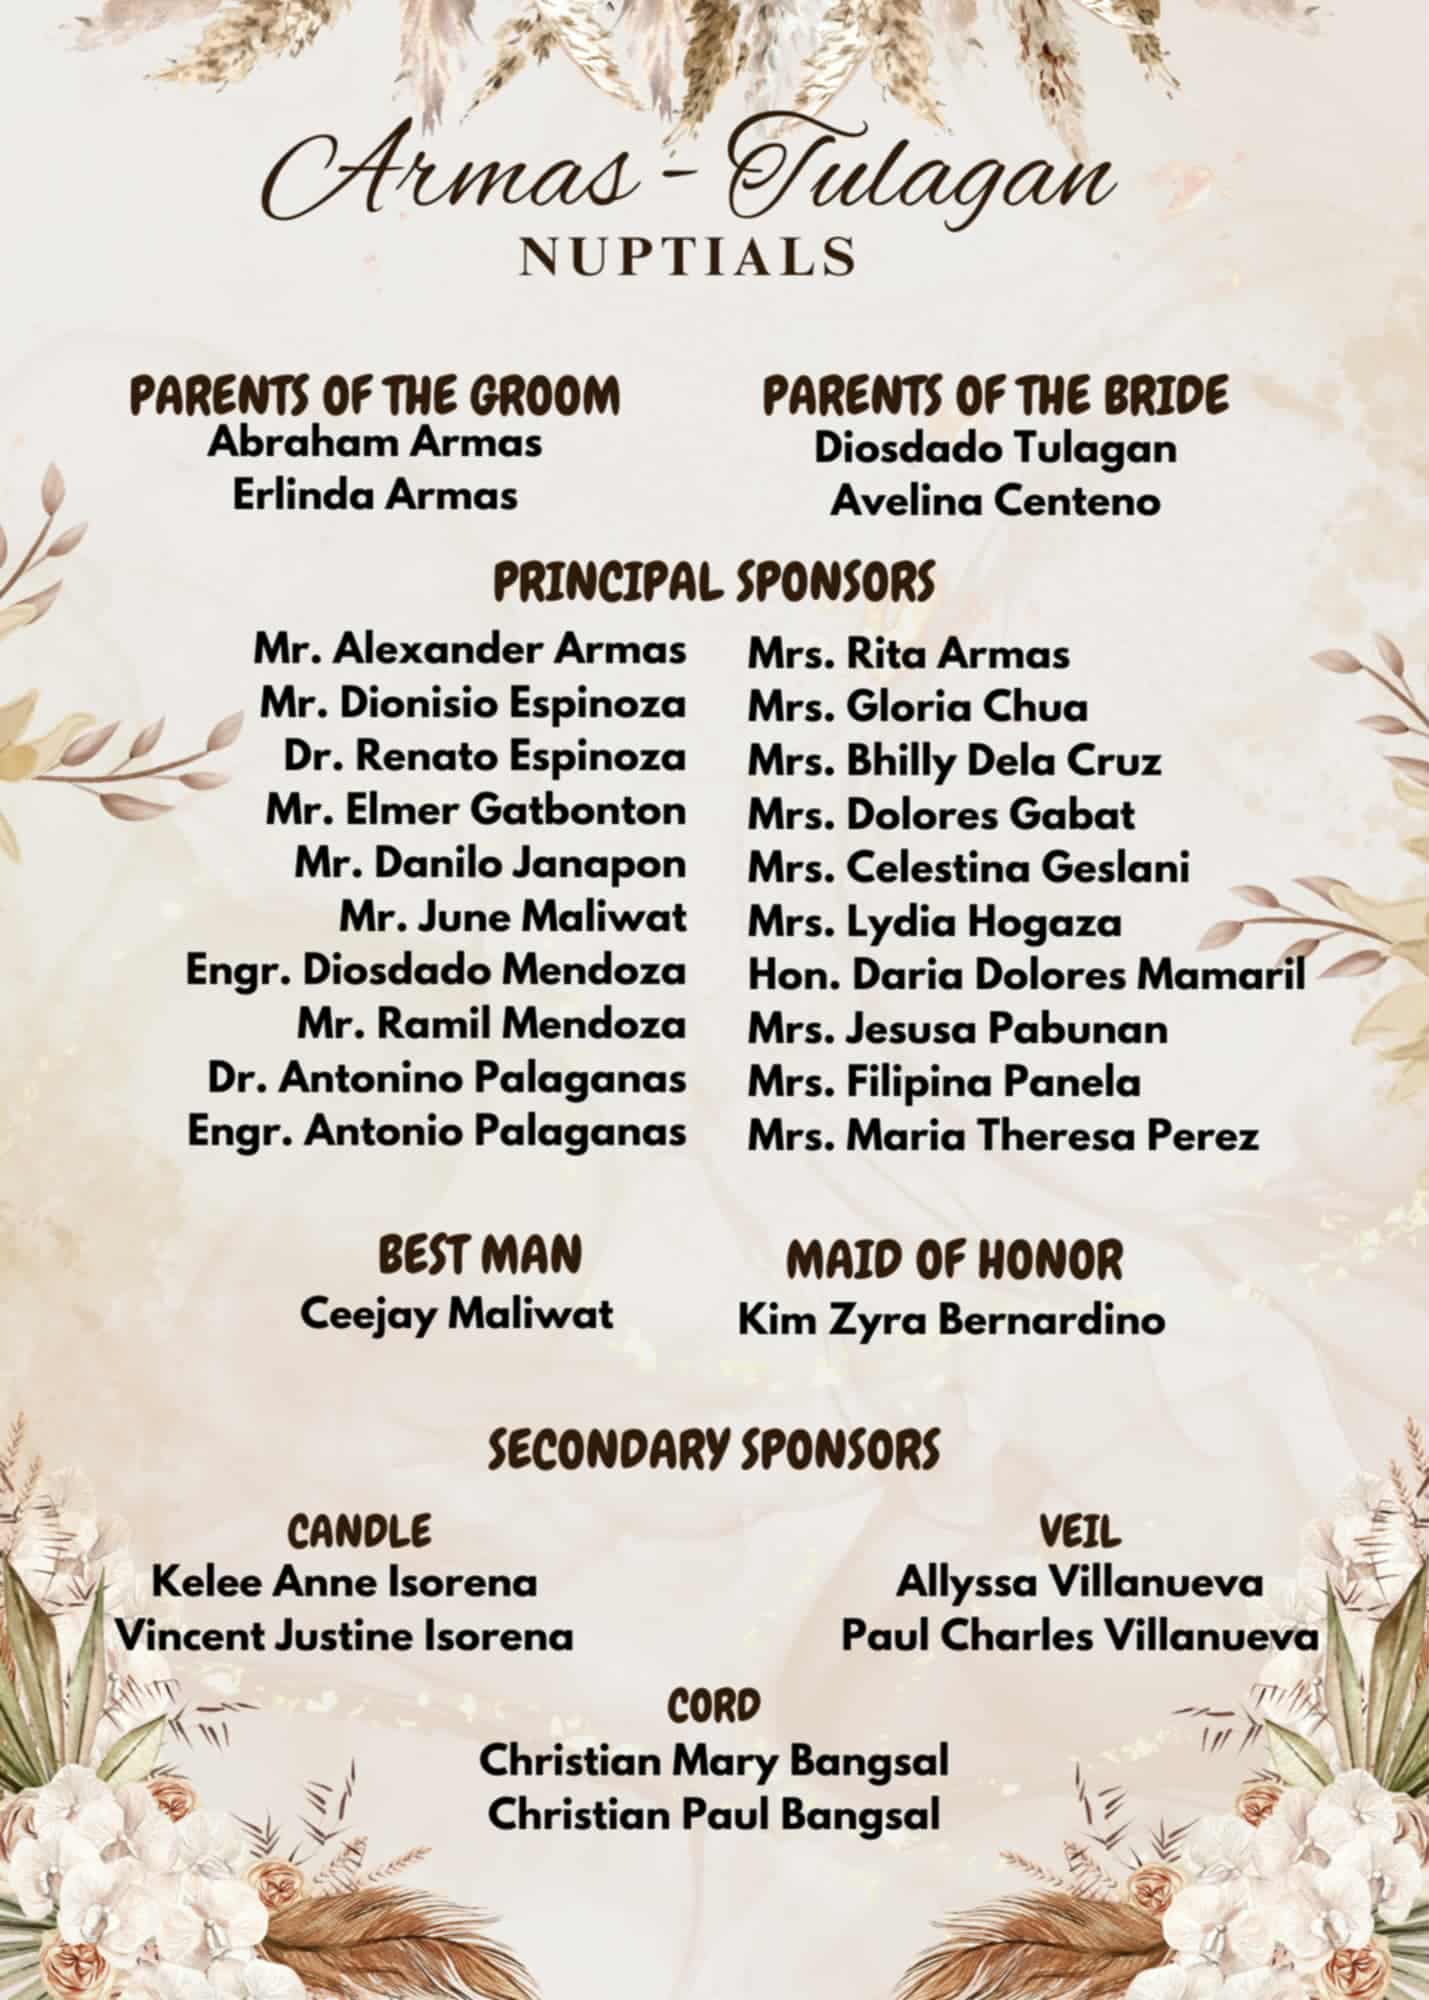 Armas - Tulagan
NUPTIALS
PARENTS OF THE GROOM
Abraham Armas
Erlinda Armas
PARENTS OF THE BRIDE
Diosdado Tulagan
Avelina Centeno
PRINCIPAL SPONSORS
Mr. Alexander Armas
Mr. Dionisio Espinoza
Dr. Renato Espinoza
Mr. Elmer Gatbonton
Mr. Danilo Janapon
Mr. June Maliwat
Engr. Diosdado Mendoza
Mr. Ramil Mendoza
Dr. Antonino Palaganas
Engr. Antonio Palaganas
Mrs. Rita Armas
Mrs. Gloria Chua
Mrs. Bhilly Dela Cruz
Mrs. Dolores Gabat
Mrs. Celestina Geslani
Mrs. Lydia Hogaza
Hon. Daria Dolores Mamaril
Mrs. Jesusa Pabunan
Mrs. Filipina Panela
Mrs. Maria Theresa Perez
BEST MAN
Ceejay Maliwat
MAID OF HONOR
Kim Zyra Bernardino
SECONDARY SPONSORS
CANDLE
Kelee Anne Isorena
Vincent Justine Isorena
VEIL
Allyssa Villanueva
Paul Charles Villanueva
CORD
Christian Mary Bangsal
Christian Paul Bangsal